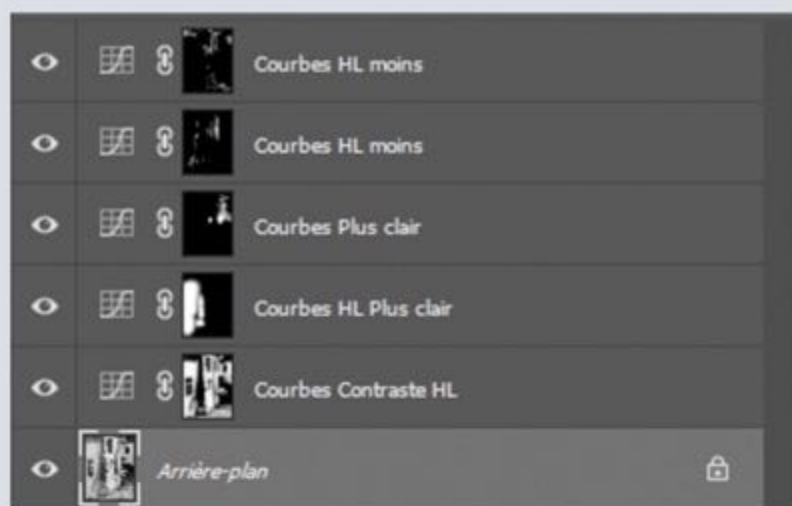 Courbes HL moins
Courbes HL moins
Courbes Plus clair
Courbes HL Plus clair
Courbes Contraste HL
Arrière-plan